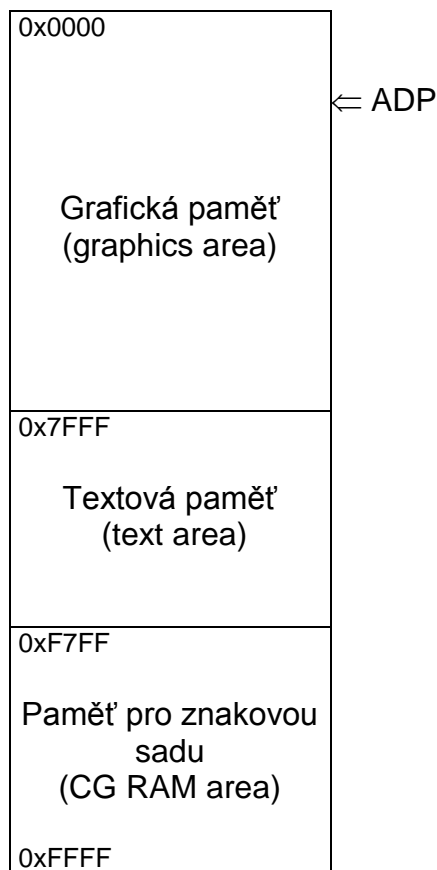 0x0000
⇐ ADP
Grafická paměť
(graphics area)
0x7FFF
Textová paměť
(text area)
0xF7FF
Paměť pro znakovou
sadu
(CG RAM area)
0xFFFF